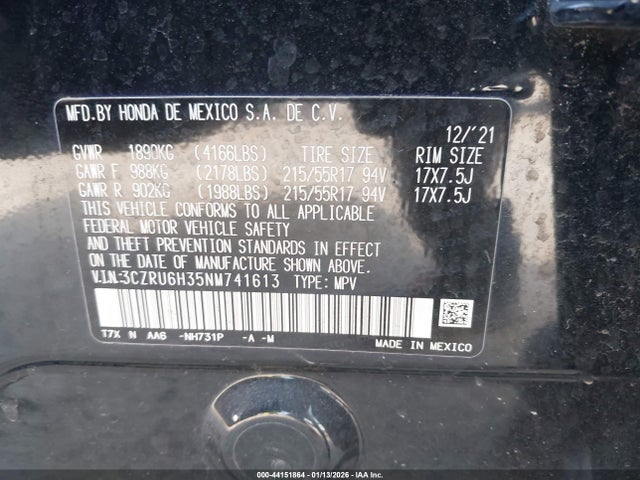 MFD.BY HONDA DE MEXICO S.A. DE C.V.
12/'21
GVWR 1890KG (4166LBS) TIRE SIZE RIM SIZE
GAWR F 988KG (2178LBS) 215/55R17 94V 17X7.5J
GAWR R 902KG (1988LBS) 215/55R17 94V 17X7.5J
THIS VEHICLE CONFORMS TO ALL APPLICABLE
FEDERAL MOTOR VEHICLE SAFETY
AND THEFT PREVENTION STANDARDS IN EFFECT
ON THE DATE OF MANUFACTURE SHOWN ABOVE.
V.I.N:3CZRU6H35NM741613 TYPE: MPV
T7X N AA6 -NH731P -A -M
MADE IN MEXICO
000-44151864 - 01/13/2026 - IAA Inc.